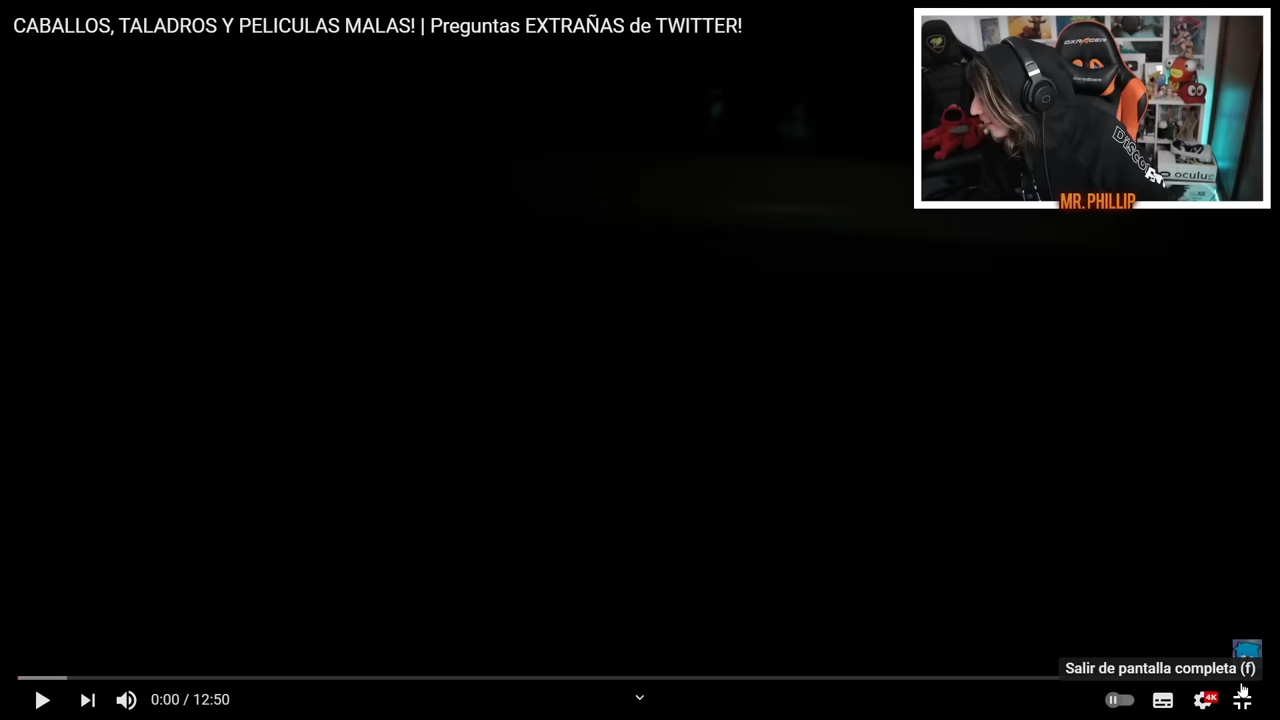 CABALLOS, TALADROS Y PELICULAS MALAS! | Preguntas EXTRAÑAS de TWITTER!
DXRACER
oculus
MR. PHILLIP
Salir de pantalla completa (f)
0:00 / 12:50
4K